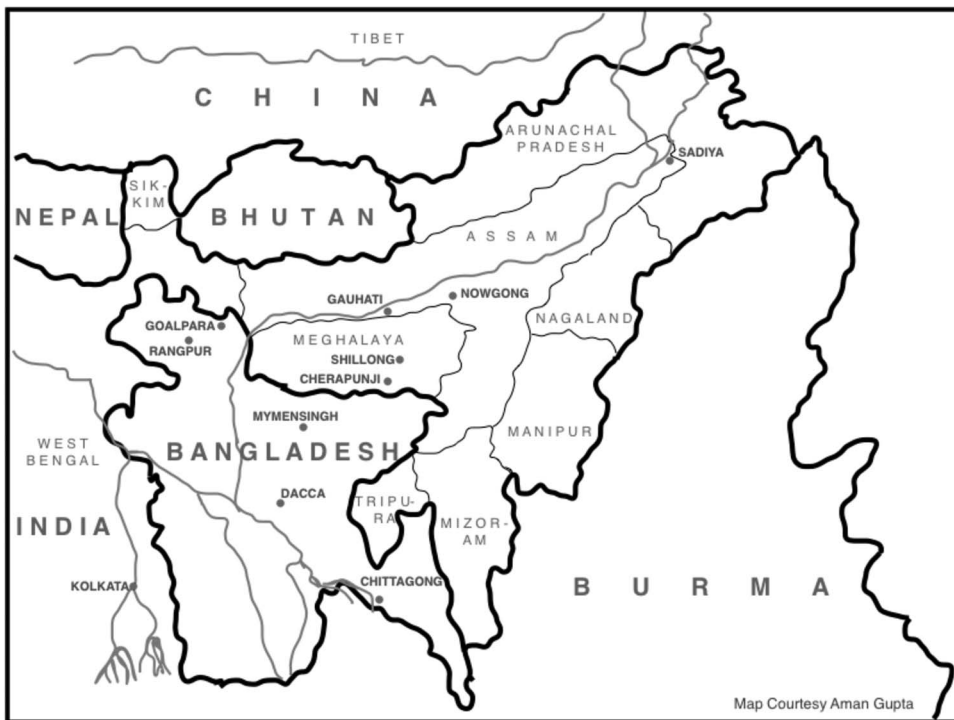 TIBET
CHINA
ARUNACHAL
PRADESH
SADIYA
SIK-
KIM
NEPAL
BHUTAN
ASSAM
NOWGONG
GAUHATI
GOALPARA
RANGPUR
MEGHALAYA
NAGALAND
SHILLONG
CHERAPUNJI
MYMENSINGH
MANIPUR
WEST
BENGAL
BANGLADESH
DACCA
TRIPU-
RA
MIZOR-
AM
INDIA
KOLKATA
CHITTAGONG
BURMA
Map Courtesy Aman Gupta